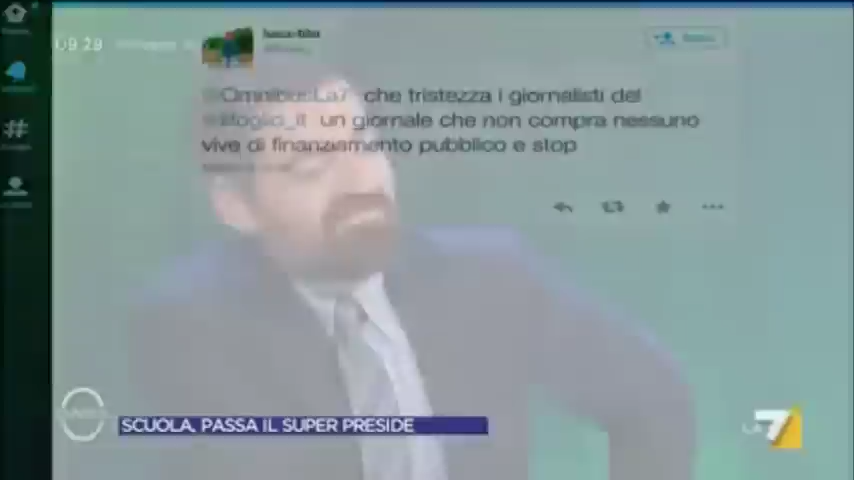 09:29
@OmnibusLa7 che tristezza i giornalisti del
@ilfoglio_it un giornale che non compra nessuno
vive di finanziamento pubblico e stop
SCUOLA, PASSA IL SUPER PRESIDE
LA7